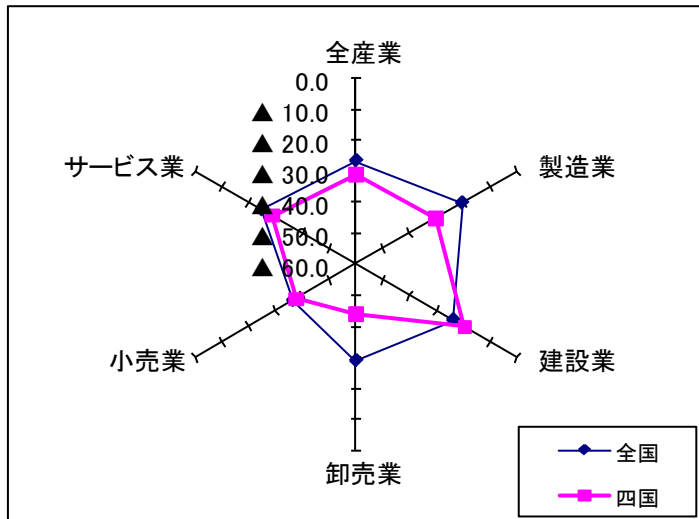 全産業
0.0
▲ 10.0
▲ 20.0
▲ 30.0
▲ 40.0
▲ 50.0
▲ 60.0
サービス業
製造業
小売業
建設業
卸売業
全国
四国